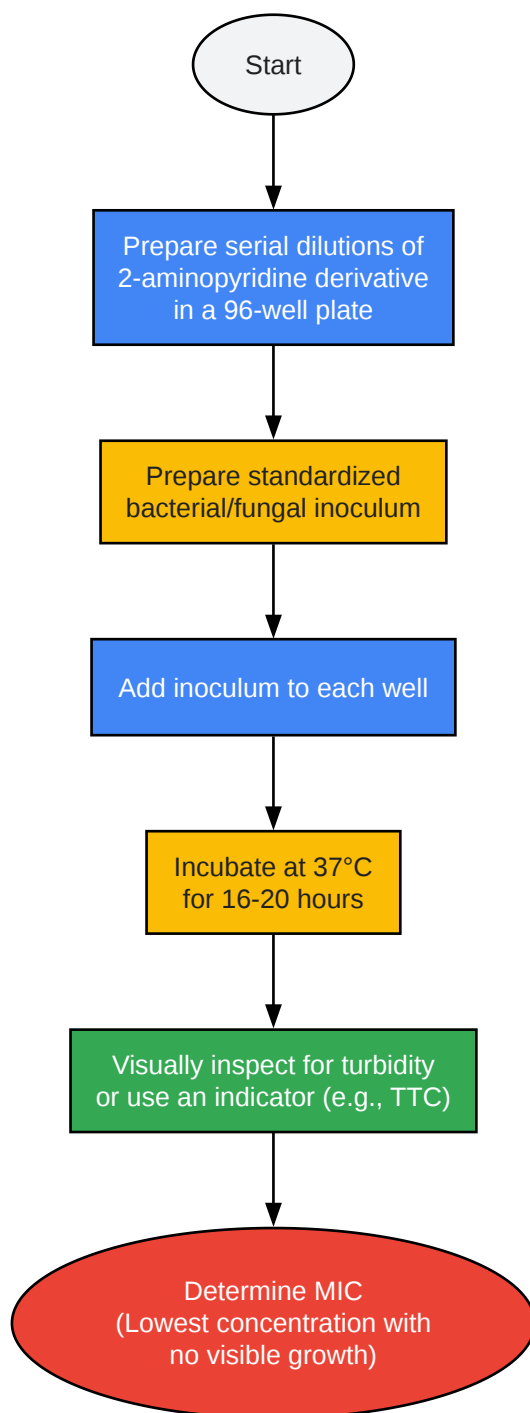 Start
Prepare serial dilutions of
2-aminopyridine derivative
in a 96-well plate
Prepare standardized
bacterial/fungal inoculum
Add inoculum to each well
Incubate at 37°C
for 16-20 hours
Visually inspect for turbidity
or use an indicator (e.g., TTC)
Determine MIC
(Lowest concentration with
no visible growth)